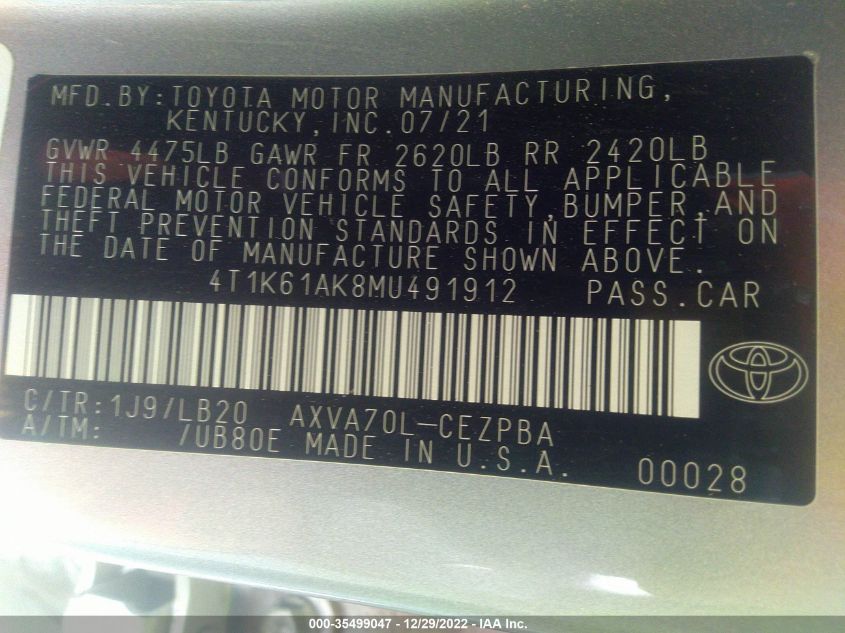 MFD.BY:TOYOTA MOTOR MANUFACTURING,
KENTUCKY,INC.07/21
GVWR 4475LB GAWR FR 2620LB RR 2420LB
THIS VEHICLE CONFORMS TO ALL APPLICABLE
FEDERAL MOTOR VEHICLE SAFETY,BUMPER,AND
THEFT PREVENTION STANDARDS IN EFFECT ON
THE DATE OF MANUFACTURE SHOWN ABOVE.
4T1K61AK8MU491912 PASS.CAR
C/TR:1J9/LB20 AXVA70L-CEZPBA
A/TM: /UB80E MADE IN U.S.A. 00028
000-35499047 - 12/29/2022 - IAA Inc.